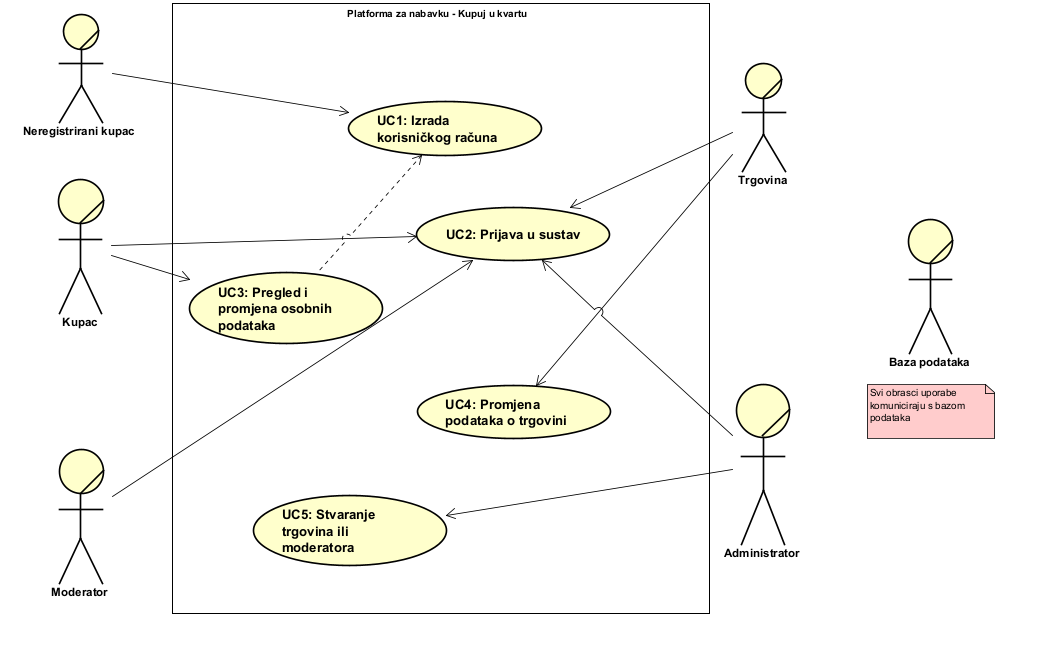 Platforma za nabavku - Kupuj u kvartu
Neregistrirani kupac
UC1: Izrada
korisničkog računa
Trgovina
Kupac
UC2: Prijava u sustav
UC3: Pregled i
promjena osobnih
podataka
Baza podataka
Svi obrasci uporabe
komuniciraju s bazom
podataka
UC4: Promjena
podataka o trgovini
Moderator
UC5: Stvaranje
trgovina ili
moderatora
Administrator